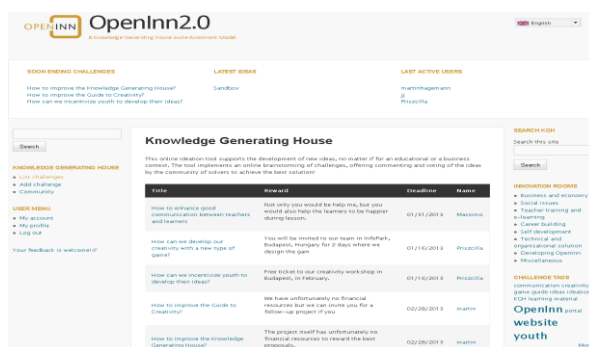 OPENINN
OpenInn2.0
A Knowledge Generating House and Assessment Model
English
SOON ENDING CHALLENGES
How to improve the Knowledge Generating House?
How to improve the Guide to Creativity?
How can we incentivize youth to develop their ideas?
LATEST IDEAS
Sandbox
LAST ACTIVE USERS
martinhagemann
jj
Priszcilla
Search
KNOWLEDGE GENERATING HOUSE
List challenges
Add challenge
Community
USER MENU
My account
My profile
Log out
Your feedback is welcome!//
Knowledge Generating House
This online ideation tool supports the development of new ideas, no matter if for an educational or a business
context. The tool implements an online brainstorming of challenges, offering commenting and voting of the ideas
by the community of solvers to achieve the best solution!
Title Reward Deadline Name
How to enhance good
communication between teachers
and learners
Not only you would be help me, but you
would also help the learners to be happier
during lesson.
01/31/2013
Massimo
How can we develop our
creativity with a new type of
game?
You will be invited to our team in InfoPark,
Budapest, Hungary for 2 days where we
design the gam
01/16/2013
Priszcilla
How can we incentivize youth to
develop their ideas?
Free ticket to our creativity workshop in
Budapest, in February.
01/16/2013
Priszcilla
How to improve the Guide to
Creativity?
We have unfortunately no financial
resources but we can invite you for a
follow-up project if you
02/28/2013
martin
How to improve the Knowledge
Generating House?
The project itself has unfortunately no
financial resources to reward the best
proposals.
02/28/2013
martin
SEARCH KGH
Search this site:
Search
INNOVATION ROOMS
Business and economy
Social issues
Teacher training and
e-learning
Career building
Self development
Technical and
organisational solution
Developing OpenInn
Miscellaneous
CHALLENGE TAGS
communication creativity
game guide ideas ideation
KGH learning material
OpenInn portal
website
youth